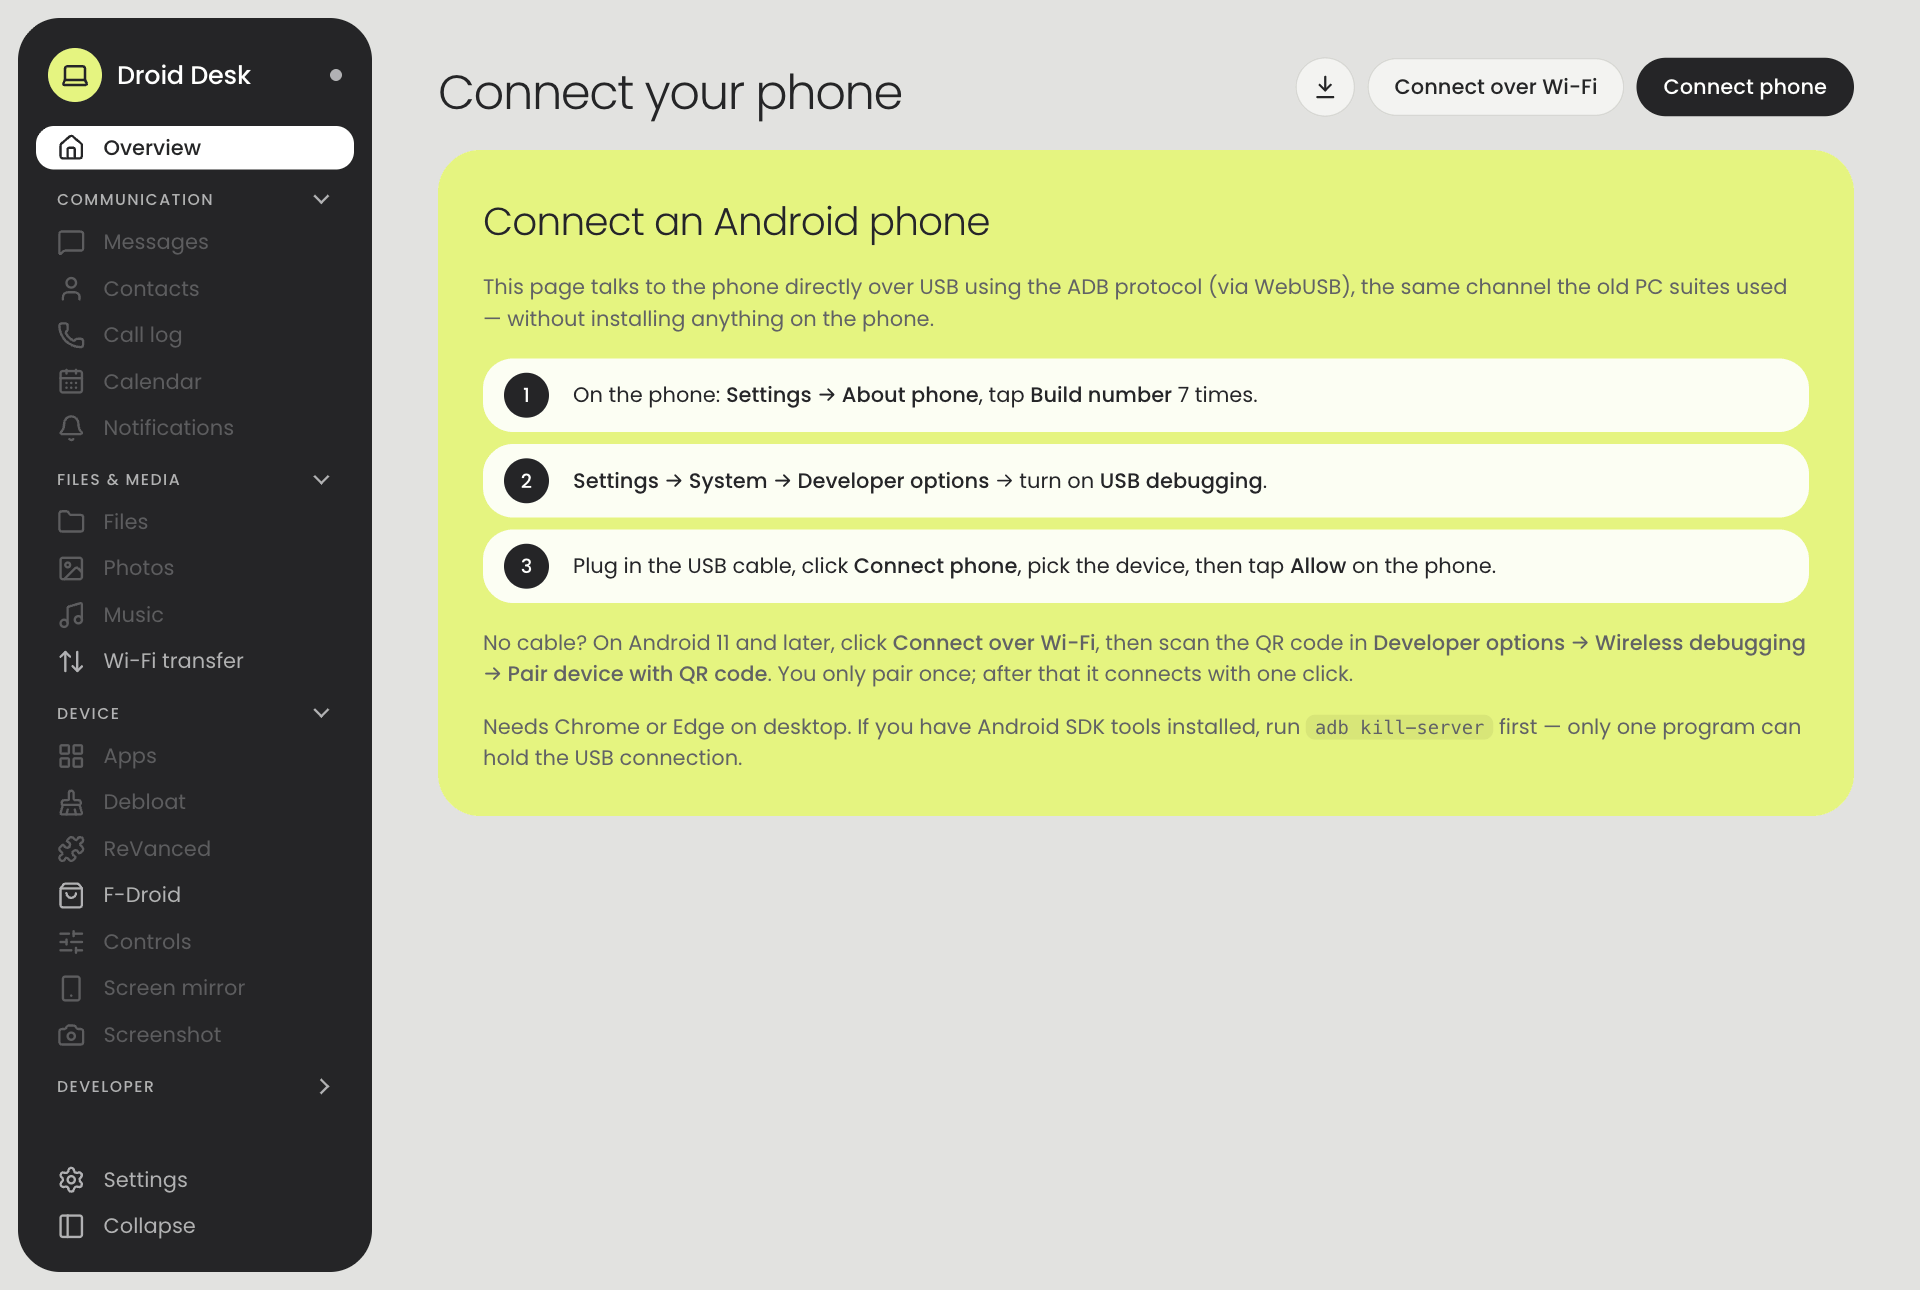 Droid Desk
Overview
COMMUNICATION
Messages
Contacts
Call log
Calendar
Notifications
FILES & MEDIA
Files
Photos
Music
Wi-Fi transfer
DEVICE
Apps
Debloat
ReVanced
F-Droid
Controls
Screen mirror
Screenshot
DEVELOPER
Settings
Collapse
Connect your phone
Connect over Wi-Fi
Connect phone
Connect an Android phone
This page talks to the phone directly over USB using the ADB protocol (via WebUSB), the same channel the old PC suites used
— without installing anything on the phone.
1 On the phone: Settings → About phone, tap Build number 7 times.
2 Settings → System → Developer options → turn on USB debugging.
3 Plug in the USB cable, click Connect phone, pick the device, then tap Allow on the phone.
No cable? On Android 11 and later, click Connect over Wi-Fi, then scan the QR code in Developer options → Wireless debugging
→ Pair device with QR code. You only pair once; after that it connects with one click.
Needs Chrome or Edge on desktop. If you have Android SDK tools installed, run adb kill-server first — only one program can
hold the USB connection.